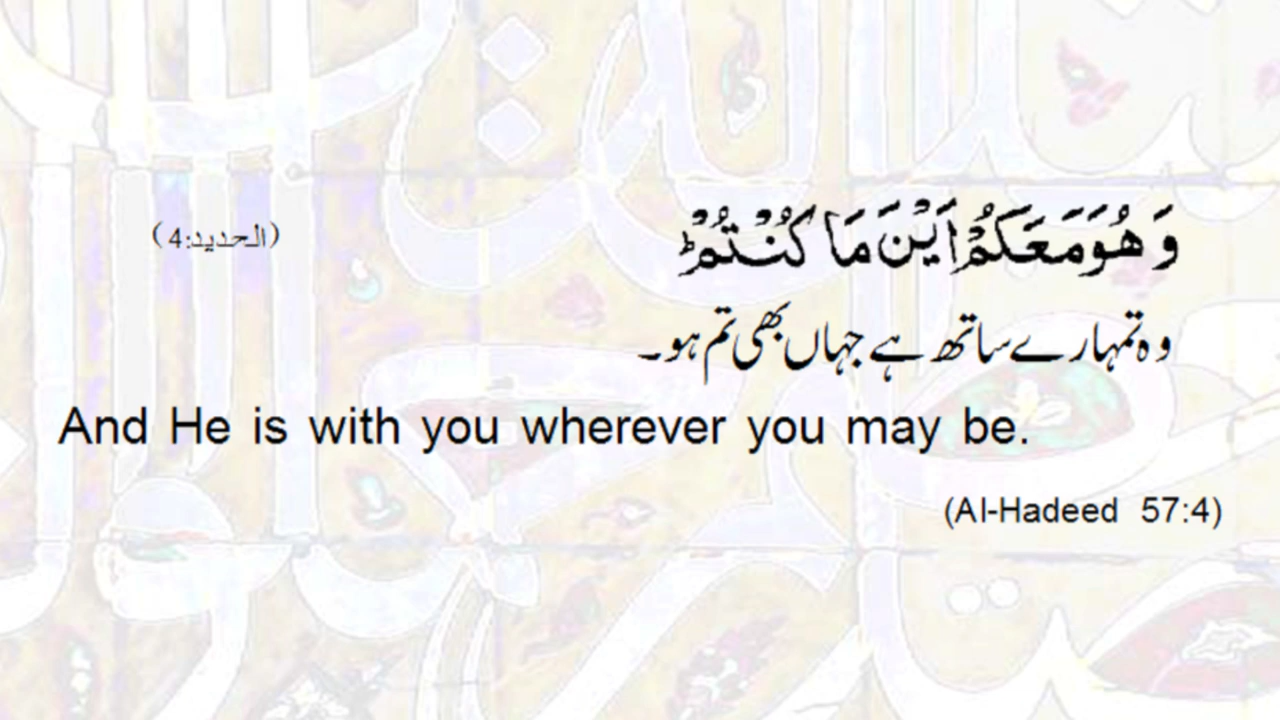 وَهُوَ مَعَكُمْ اَيْنَ مَا كُنْتُمْ ؕ
(الحديد:4)
وہ تمہارے ساتھ ہے جہاں بھی تم ہو۔
And He is with you wherever you may be.
(Al-Hadeed 57:4)